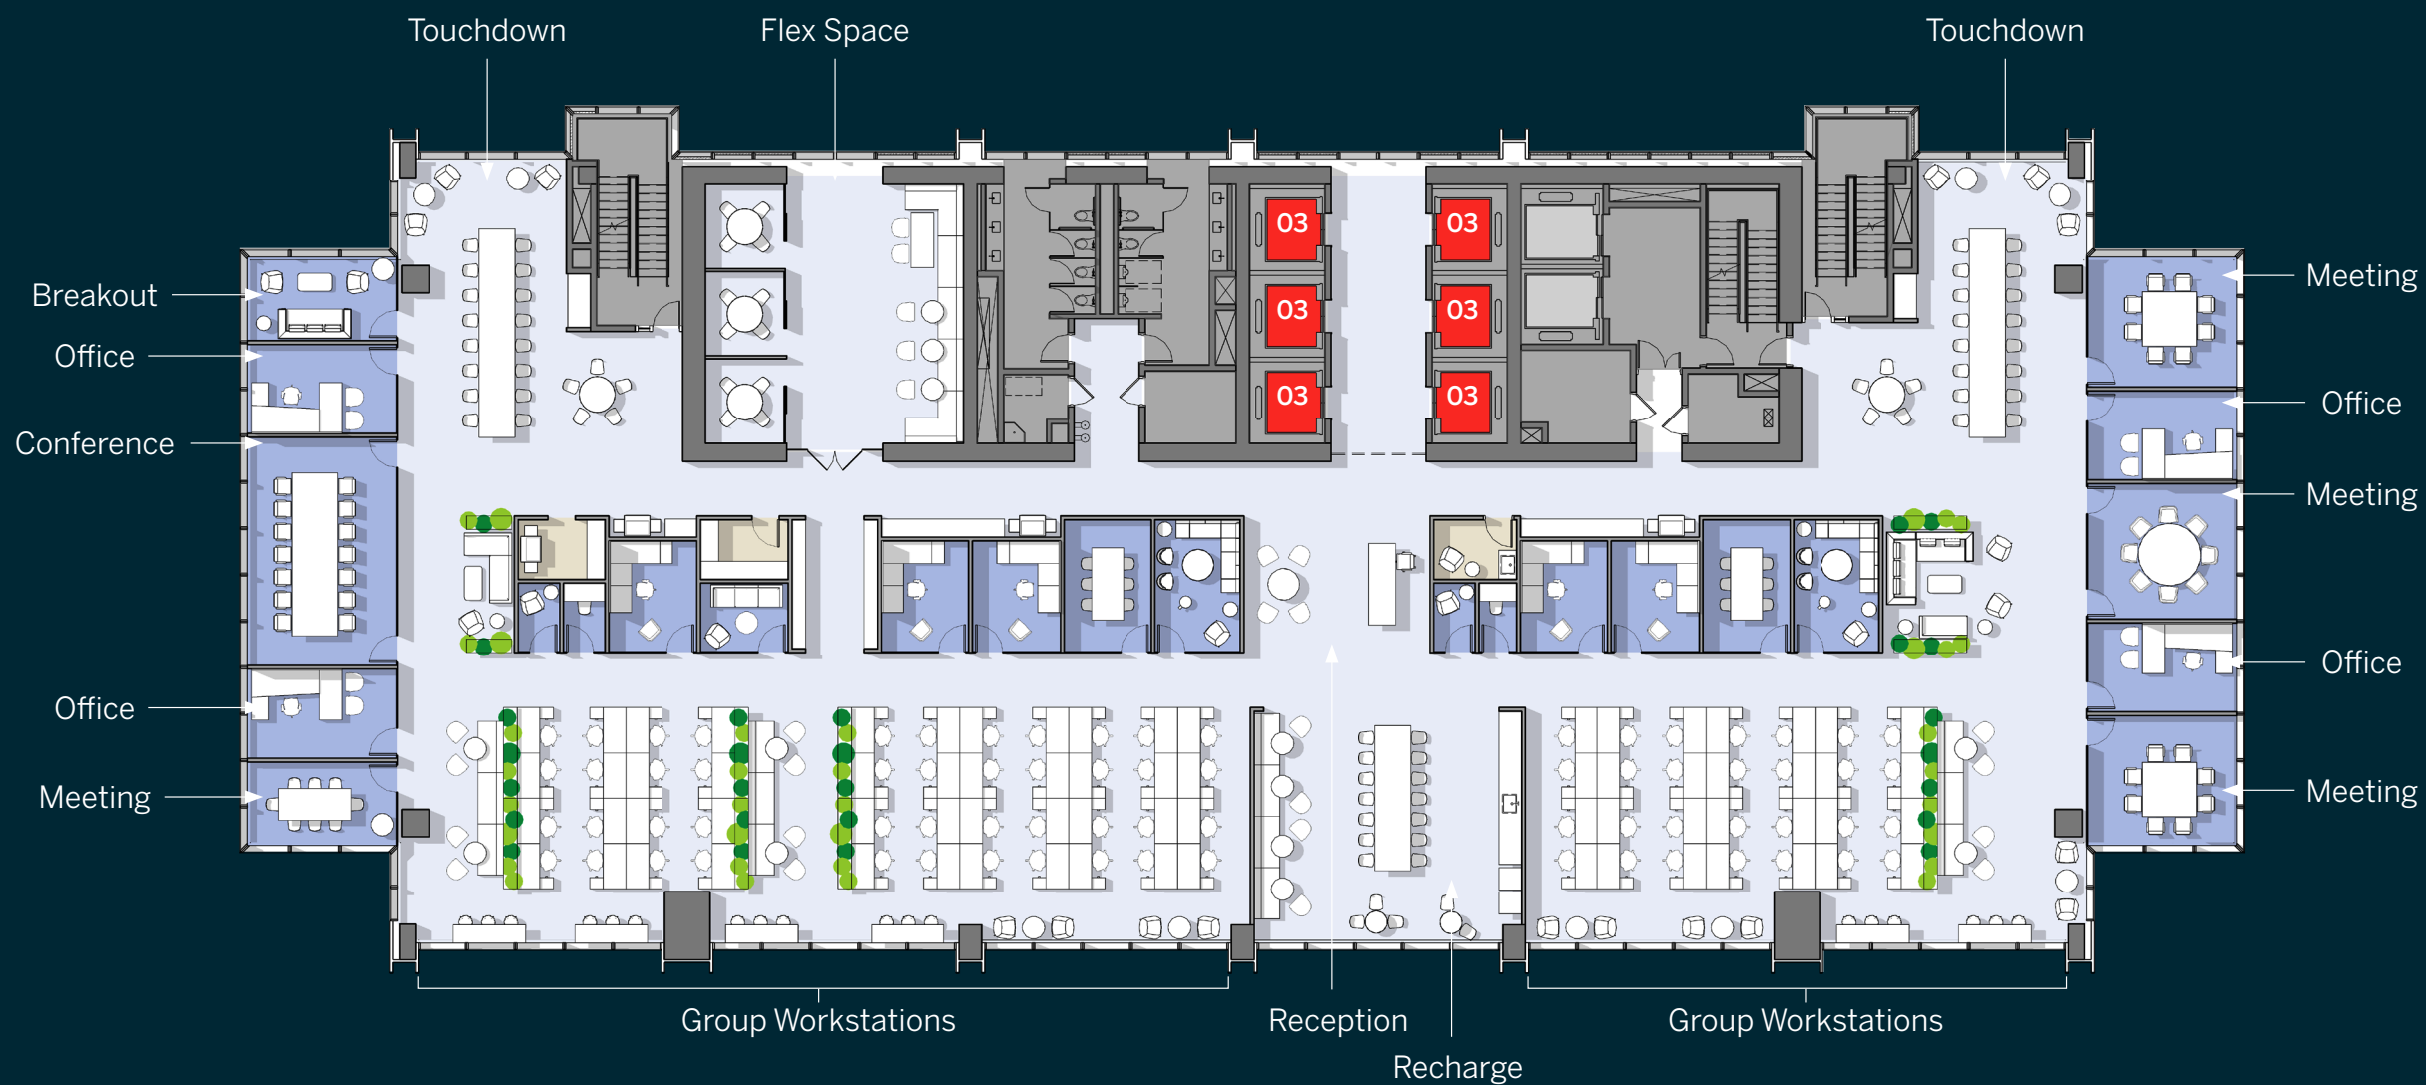 Touchdown
Flex Space
Touchdown
03
03
Breakout
Meeting
03
03
Office
03
03
Office
Conference
Meeting
Office
Office
Meeting
Meeting
Group Workstations
Reception
Group Workstations
Recharge